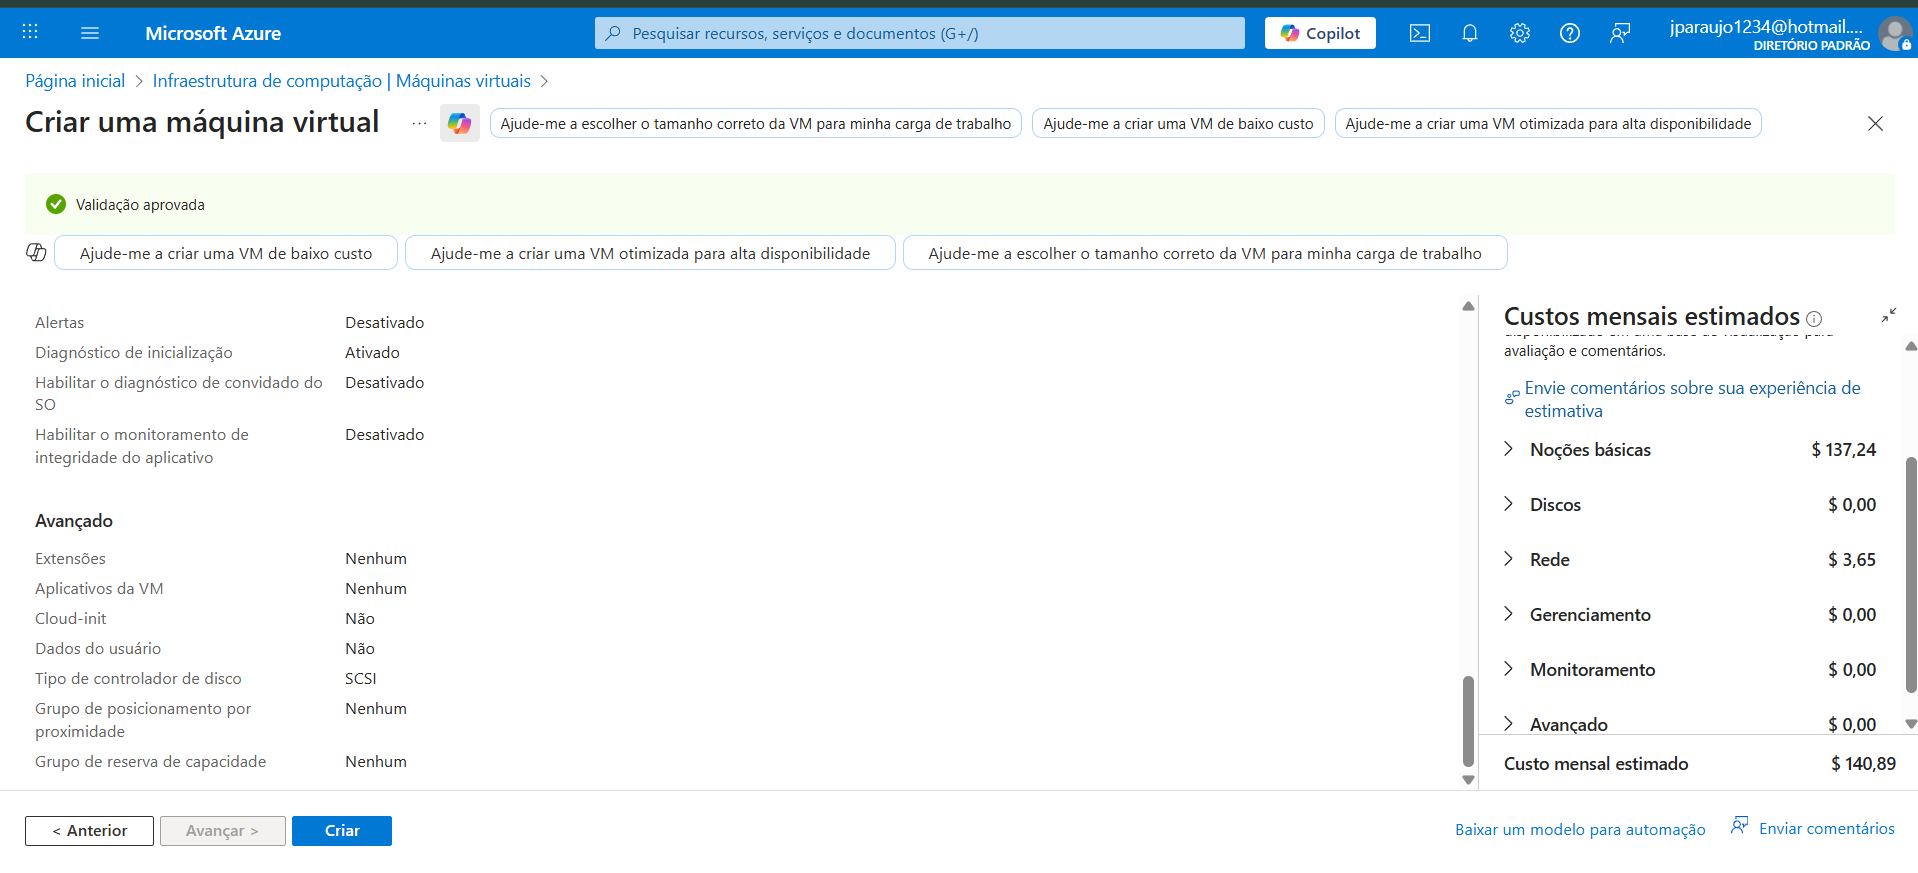 Microsoft Azure
Pesquisar recursos, serviços e documentos (G+/)
Copilot
jparaujo1234@hotmail....
DIRETÓRIO PADRÃO
Página inicial > Infraestrutura de computação | Máquinas virtuais >
Criar uma máquina virtual ...
Ajude-me a escolher o tamanho correto da VM para minha carga de trabalho
Ajude-me a criar uma VM de baixo custo
Ajude-me a criar uma VM otimizada para alta disponibilidade
Validação aprovada
Ajude-me a criar uma VM de baixo custo
Ajude-me a criar uma VM otimizada para alta disponibilidade
Ajude-me a escolher o tamanho correto da VM para minha carga de trabalho
Alertas Desativado
Diagnóstico de inicialização Ativado
Habilitar o diagnóstico de convidado do Desativado
SO
Habilitar o monitoramento de Desativado
integridade do aplicativo
Avançado
Extensões Nenhum
Aplicativos da VM Nenhum
Cloud-init Não
Dados do usuário Não
Tipo de controlador de disco SCSI
Grupo de posicionamento por Nenhum
proximidade
Grupo de reserva de capacidade Nenhum
Custos mensais estimados
avaliação e comentários.
Envie comentários sobre sua experiência de
estimativa
Noções básicas $ 137,24
Discos $ 0,00
Rede $ 3,65
Gerenciamento $ 0,00
Monitoramento $ 0,00
Avançado $ 0,00
Custo mensal estimado $ 140,89
< Anterior
Avançar >
Criar
Baixar um modelo para automação
Enviar comentários